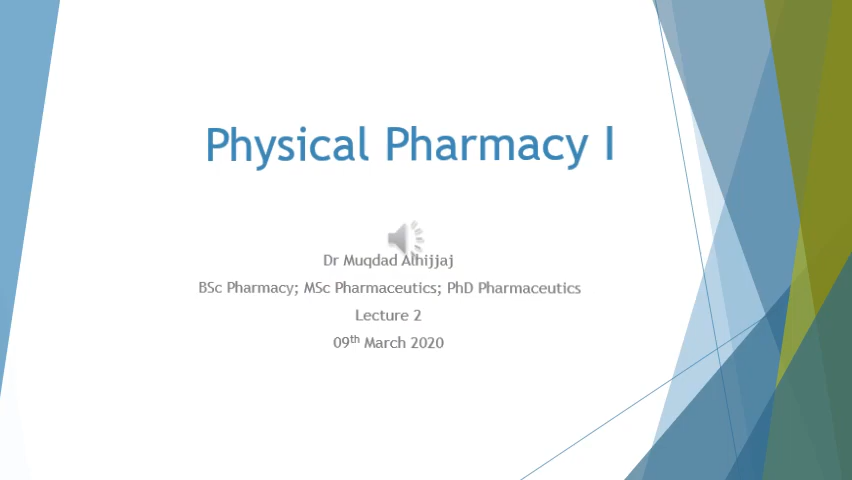 Physical Pharmacy I
Dr Muqdad Alhijjaj
BSc Pharmacy; MSc Pharmaceutics; PhD Pharmaceutics
Lecture 2
09th March 2020